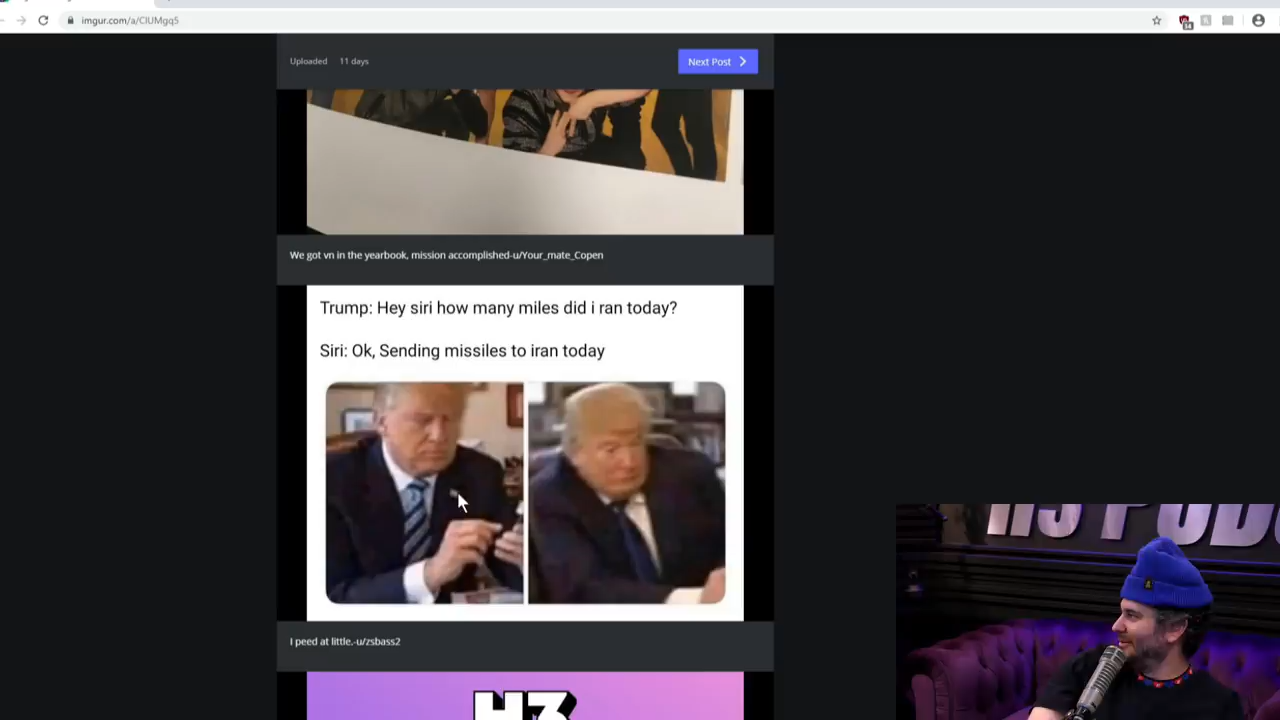 imgur.com/a/ClUMgq5
Uploaded 11 days
Next Post
We got vn in the yearbook, mission accomplished-u/Your_mate_Copen
Trump: Hey siri how many miles did i ran today?
Siri: Ok, Sending missiles to iran today
I peed at little.-u/zsbass2
H3
H3 PODC